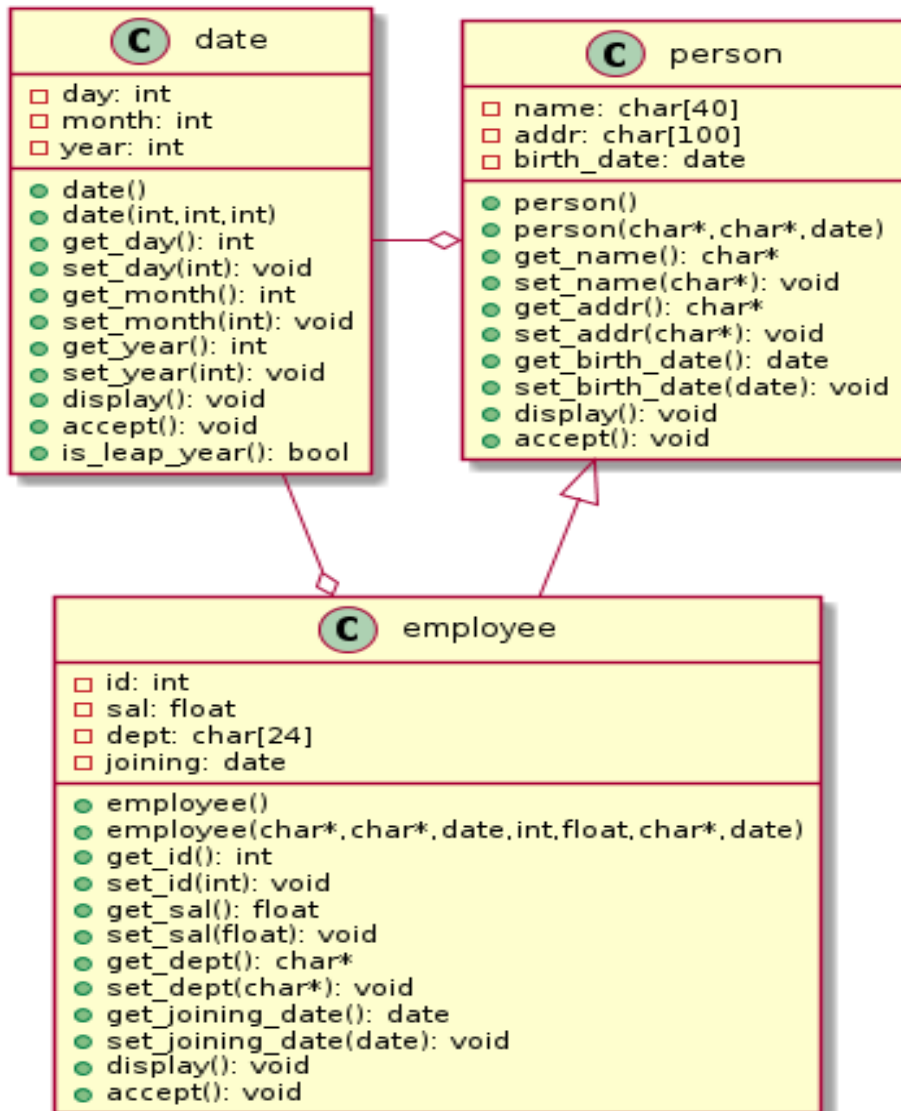 C date
day: int
month: int
year: int
date()
date(int,int,int)
get_day(): int
set_day(int): void
get_month(): int
set_month(int): void
get_year(): int
set_year(int): void
display(): void
accept(): void
is_leap_year(): bool
C person
name: char[40]
addr: char[100]
birth_date: date
person()
person(char*,char*,date)
get_name(): char*
set_name(char*): void
get_addr(): char*
set_addr(char*): void
get_birth_date(): date
set_birth_date(date): void
display(): void
accept(): void
C employee
id: int
sal: float
dept: char[24]
joining: date
employee()
employee(char*,char*,date,int,float,char*,date)
get_id(): int
set_id(int): void
get_sal(): float
set_sal(float): void
get_dept(): char*
set_dept(char*): void
get_joining_date(): date
set_joining_date(date): void
display(): void
accept(): void